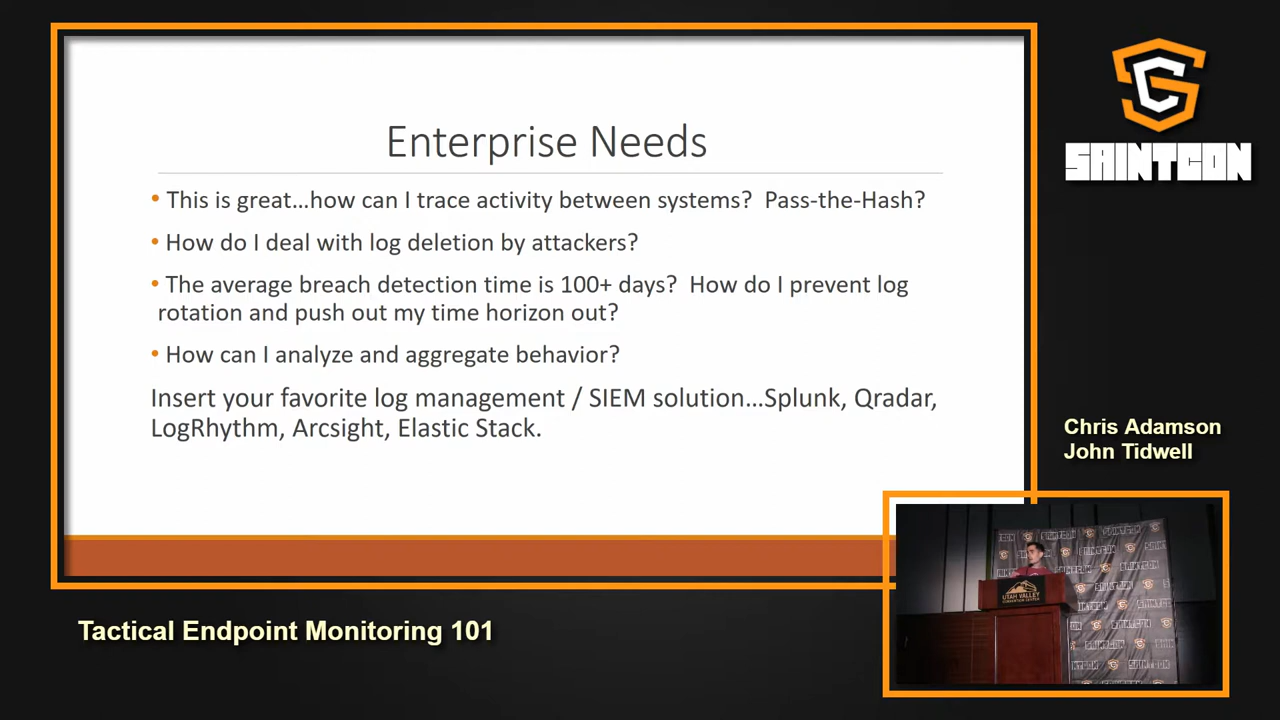 Enterprise Needs
• This is great...how can I trace activity between systems?  Pass-the-Hash?
• How do I deal with log deletion by attackers?
• The average breach detection time is 100+ days?  How do I prevent log
rotation and push out my time horizon out?
• How can I analyze and aggregate behavior?
Insert your favorite log management / SIEM solution...Splunk, Qradar,
LogRhythm, Arcsight, Elastic Stack.
SAINTCON
Chris Adamson
John Tidwell
UTAH VALLEY
Tactical Endpoint Monitoring 101